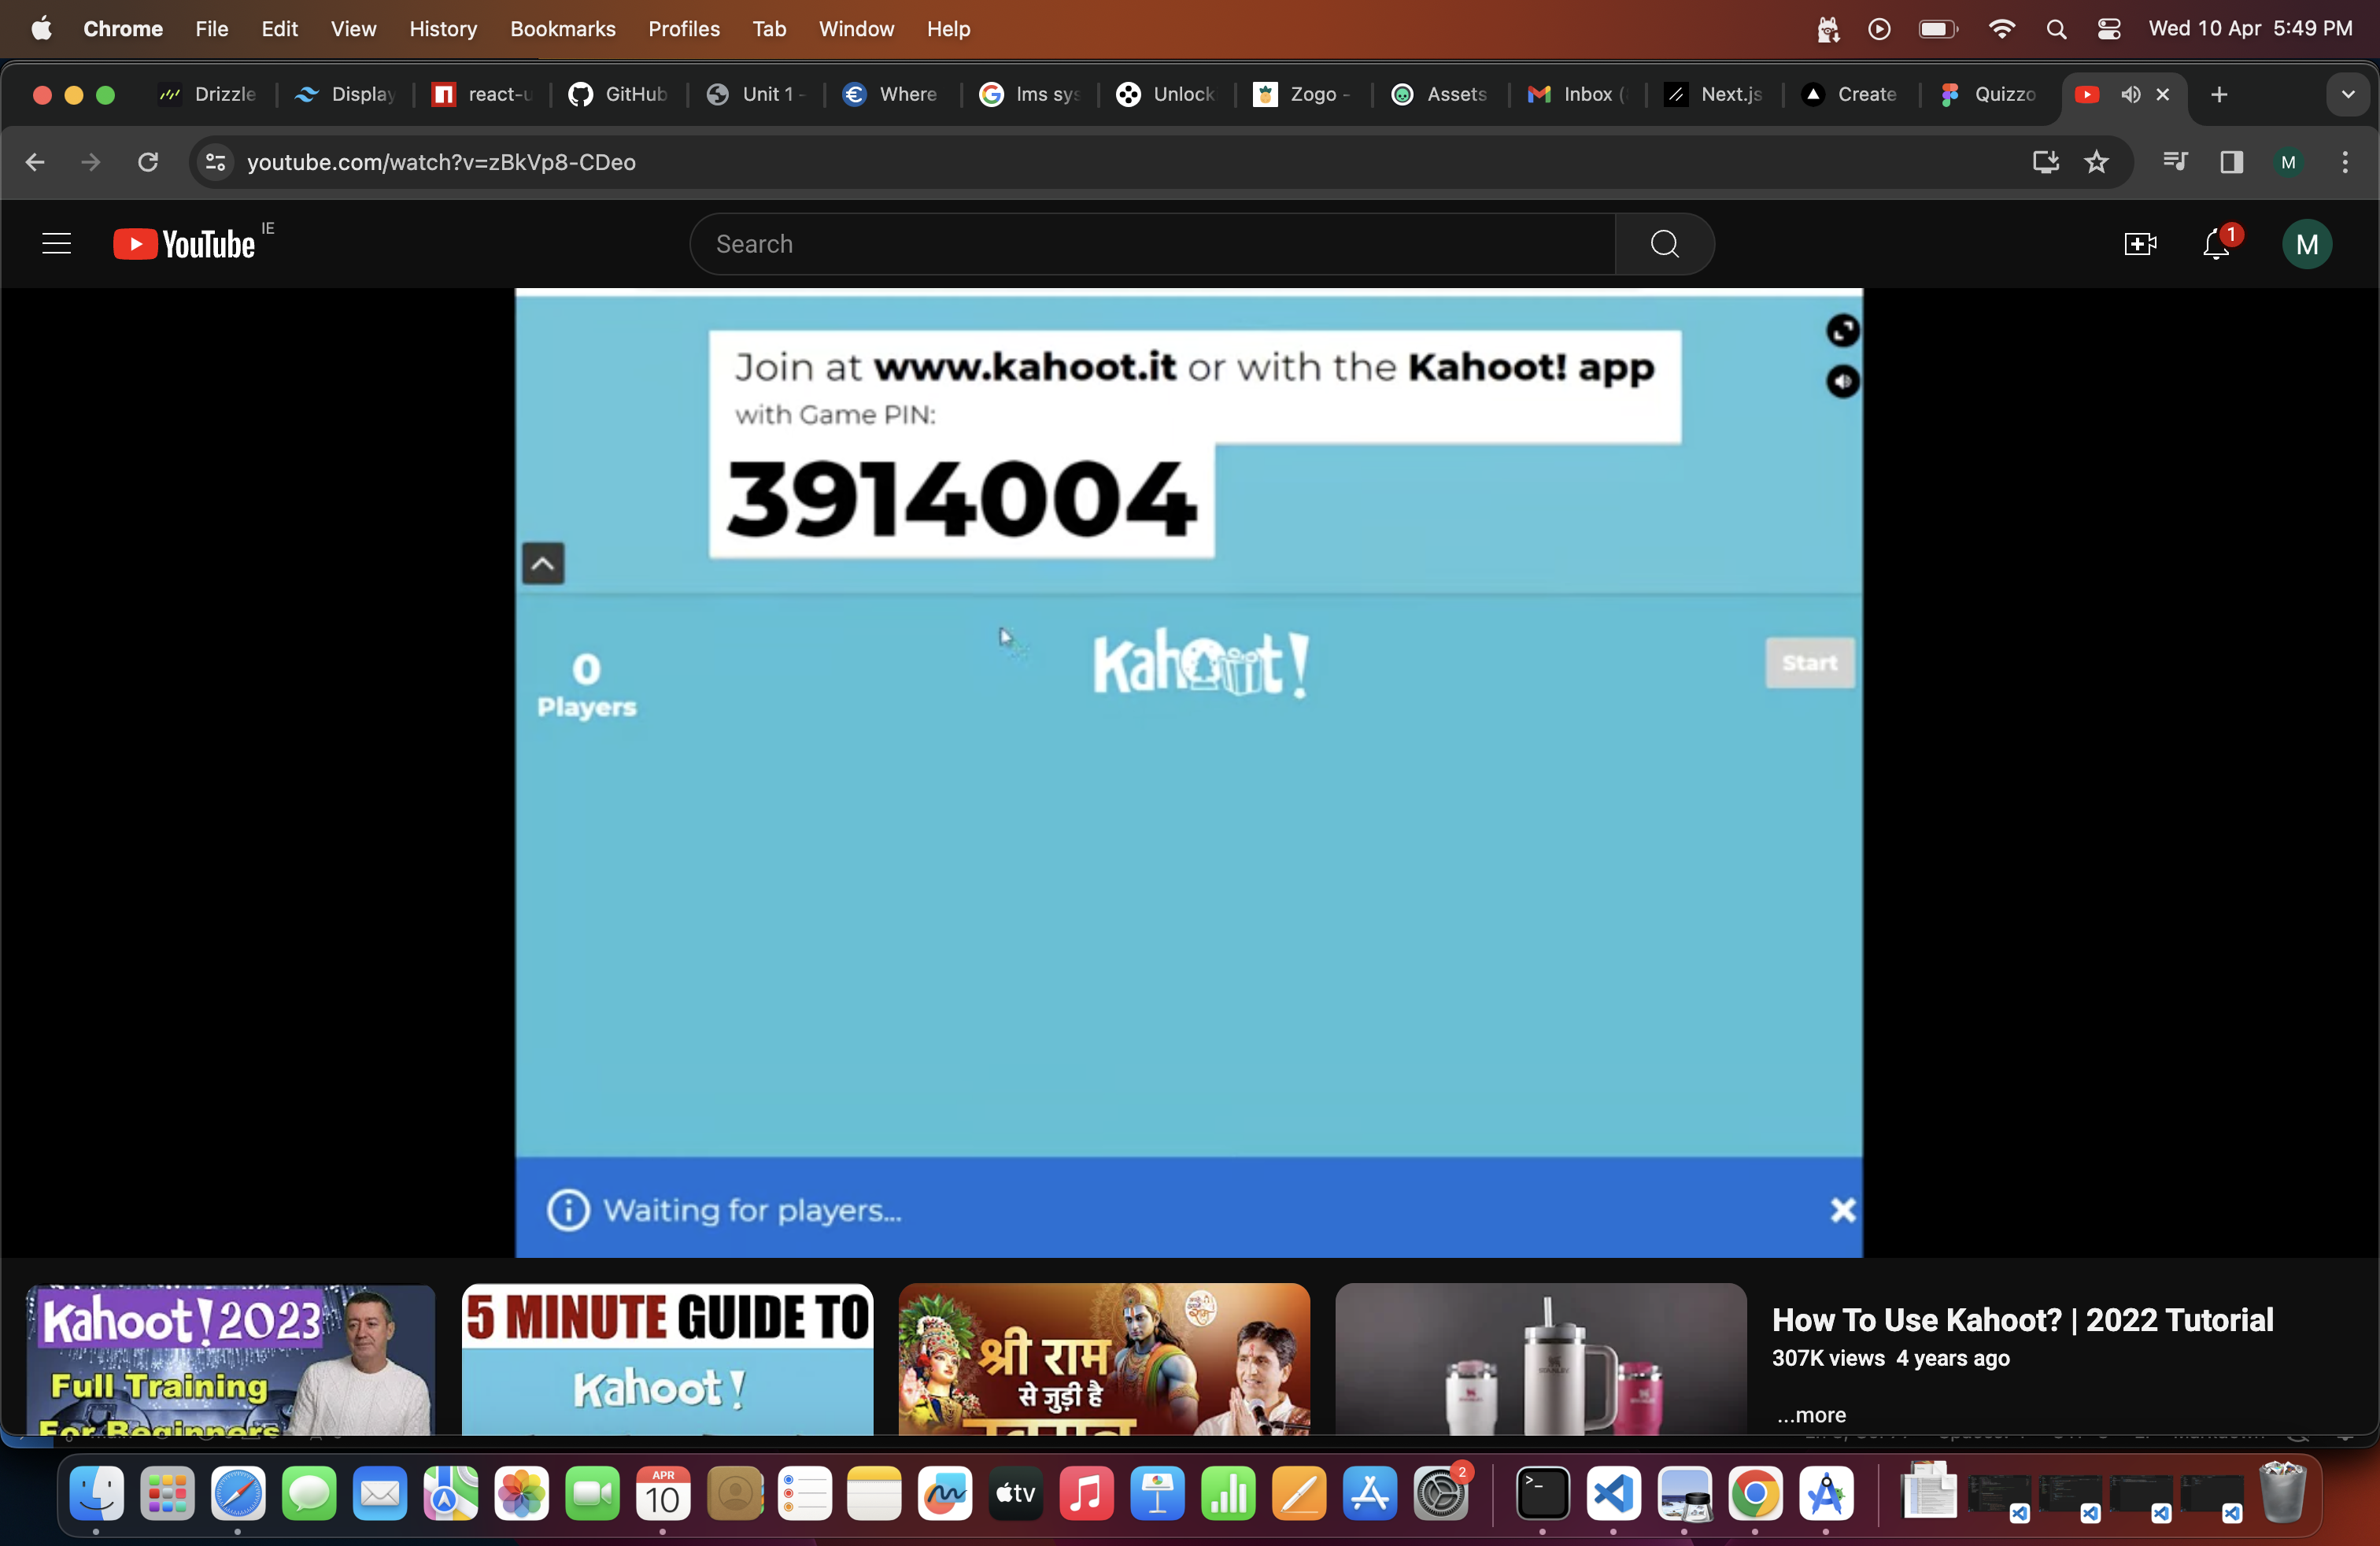 Chrome File Edit View History Bookmarks Profiles Tab Window Help Wed 10 Apr 5:49 PM
Drizzle Display react-u GitHub Unit 1 - Where lms sys Unlock Zogo - Assets Inbox ( Next.js Create Quizzo
youtube.com/watch?v=zBkVp8-CDeo M
YouTube IE Search 1 M
Join at www.kahoot.it or with the Kahoot! app
with Game PIN:
3914004
0
Players
Kahoot!
Start
Waiting for players...
Kahoot! 2023
Full Training
For Beginners
5 MINUTE GUIDE TO
Kahoot!
श्री राम
से जुड़ी है
How To Use Kahoot? | 2022 Tutorial
307K views 4 years ago
...more
APR
10
tv
2